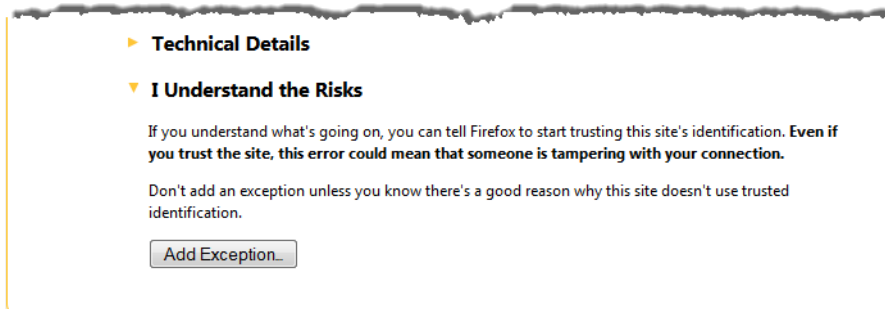 Technical Details
I Understand the Risks
If you understand what's going on, you can tell Firefox to start trusting this site's identification. Even if
you trust the site, this error could mean that someone is tampering with your connection.
Don't add an exception unless you know there's a good reason why this site doesn't use trusted
identification.
Add Exception...